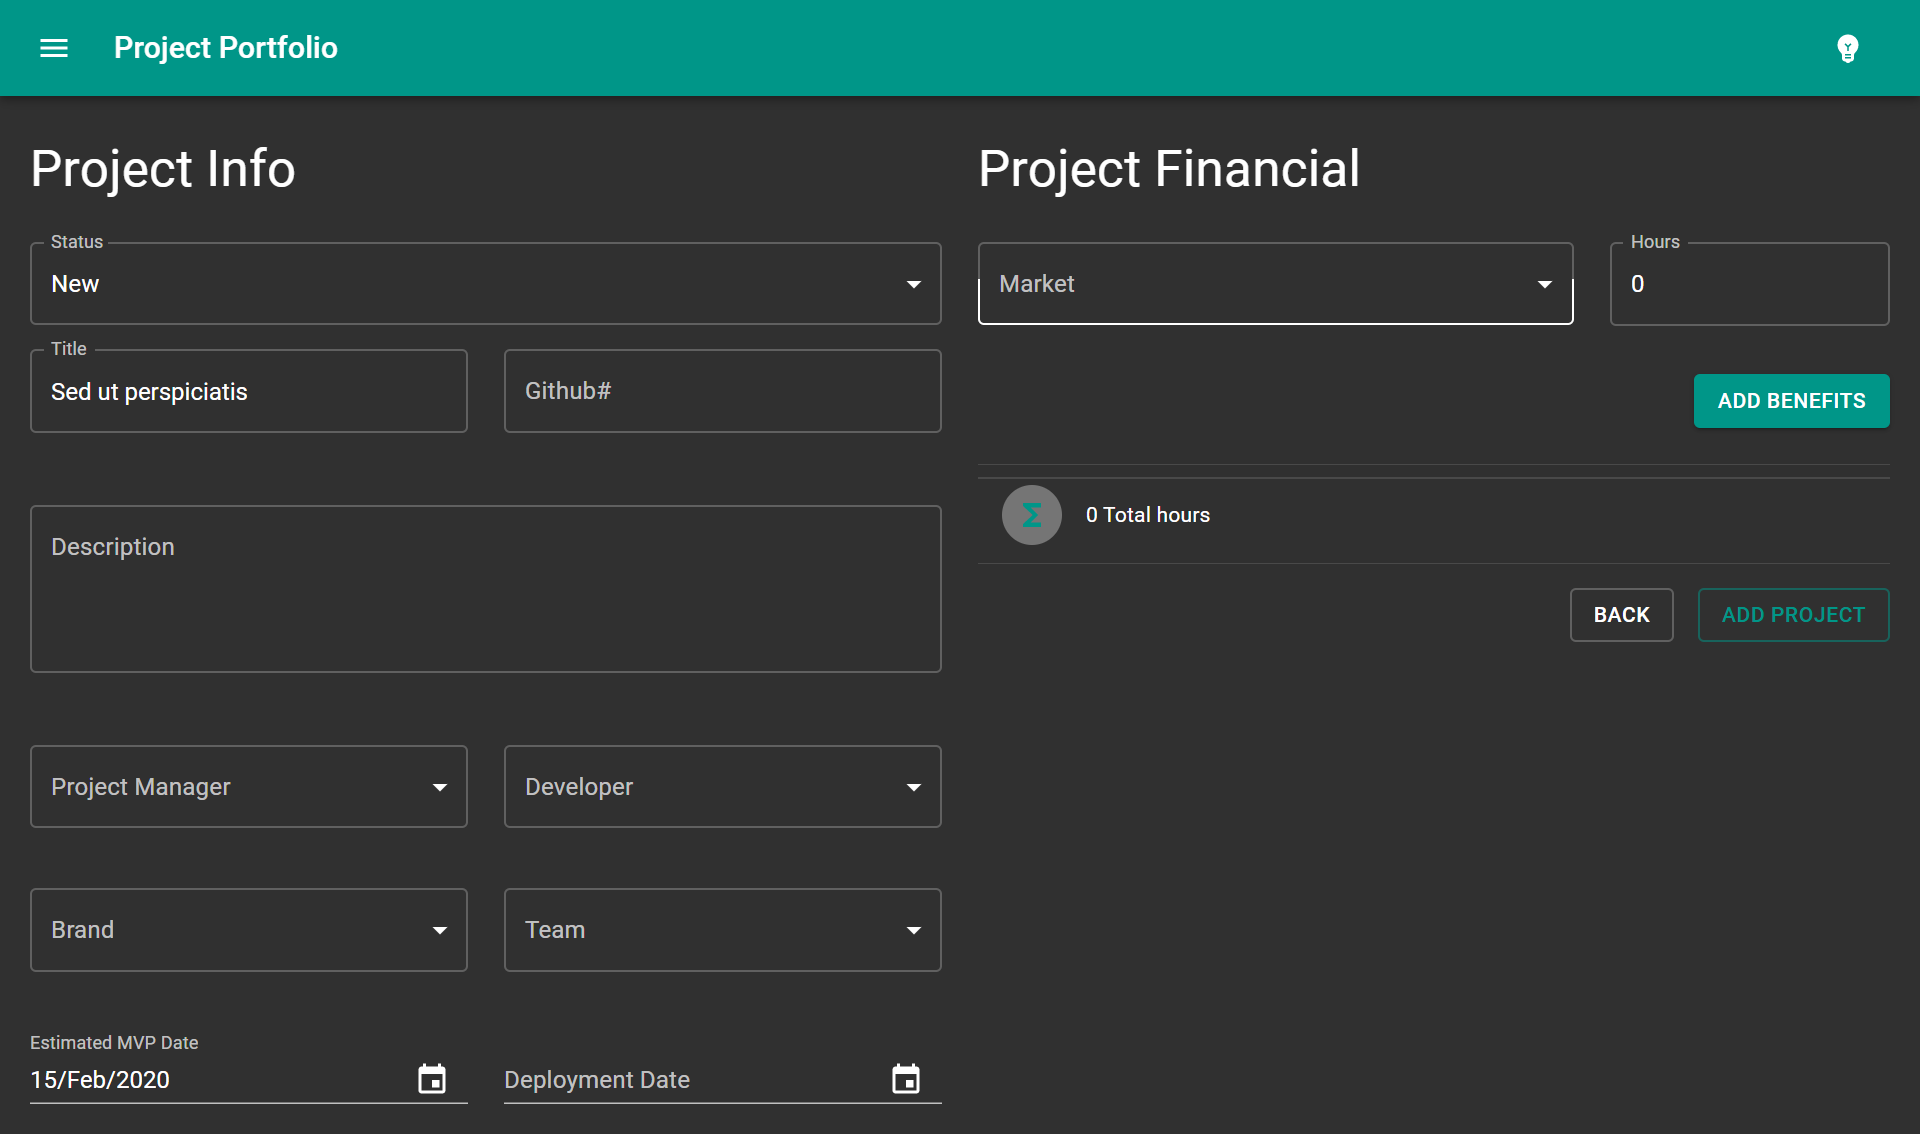 Project Portfolio
Project Info
Status
New
Title
Sed ut perspiciatis
Github#
Description
Project Manager
Developer
Brand
Team
Estimated MVP Date
15/Feb/2020
Deployment Date
Project Financial
Market
Hours
0
ADD BENEFITS
0 Total hours
BACK
ADD PROJECT